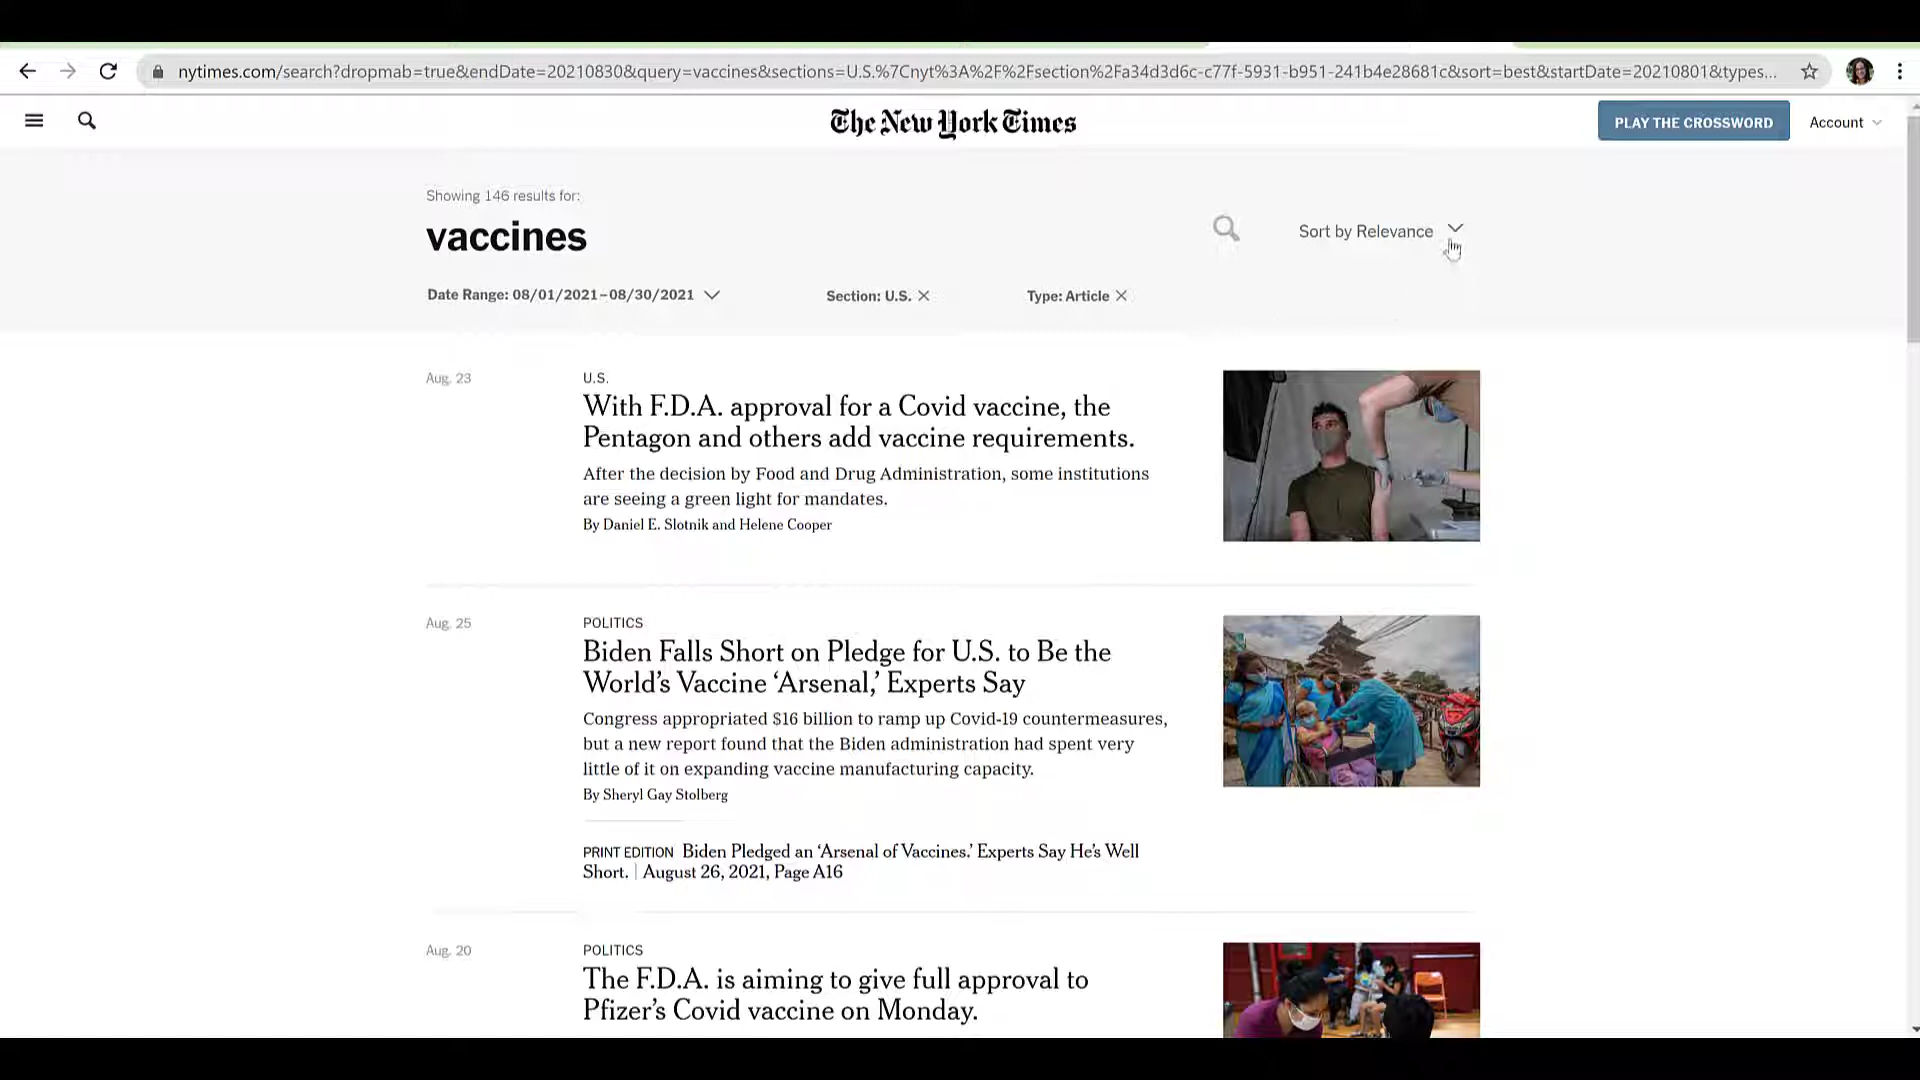 nytimes.com/search?dropmab=true&endDate=20210830&query=vaccines&sections=U.S.%7Cnyt%3A%2F%2Fsection%2Fa34d3d6c-c77f-5931-b951-241b4e28681c&sort=best&startDate=20210801&types...
The New York Times
PLAY THE CROSSWORD
Account
Showing 146 results for:
vaccines
Sort by Relevance
Date Range: 08/01/2021–08/30/2021
Section: U.S.
Type: Article
Aug. 23
U.S.
With F.D.A. approval for a Covid vaccine, the
Pentagon and others add vaccine requirements.
After the decision by Food and Drug Administration, some institutions
are seeing a green light for mandates.
By Daniel E. Slotnik and Helene Cooper
Aug. 25
POLITICS
Biden Falls Short on Pledge for U.S. to Be the
World’s Vaccine ‘Arsenal,’ Experts Say
Congress appropriated $16 billion to ramp up Covid-19 countermeasures,
but a new report found that the Biden administration had spent very
little of it on expanding vaccine manufacturing capacity.
By Sheryl Gay Stolberg
PRINT EDITION Biden Pledged an ‘Arsenal of Vaccines.’ Experts Say He’s Well
Short. | August 26, 2021, Page A16
Aug. 20
POLITICS
The F.D.A. is aiming to give full approval to
Pfizer’s Covid vaccine on Monday.